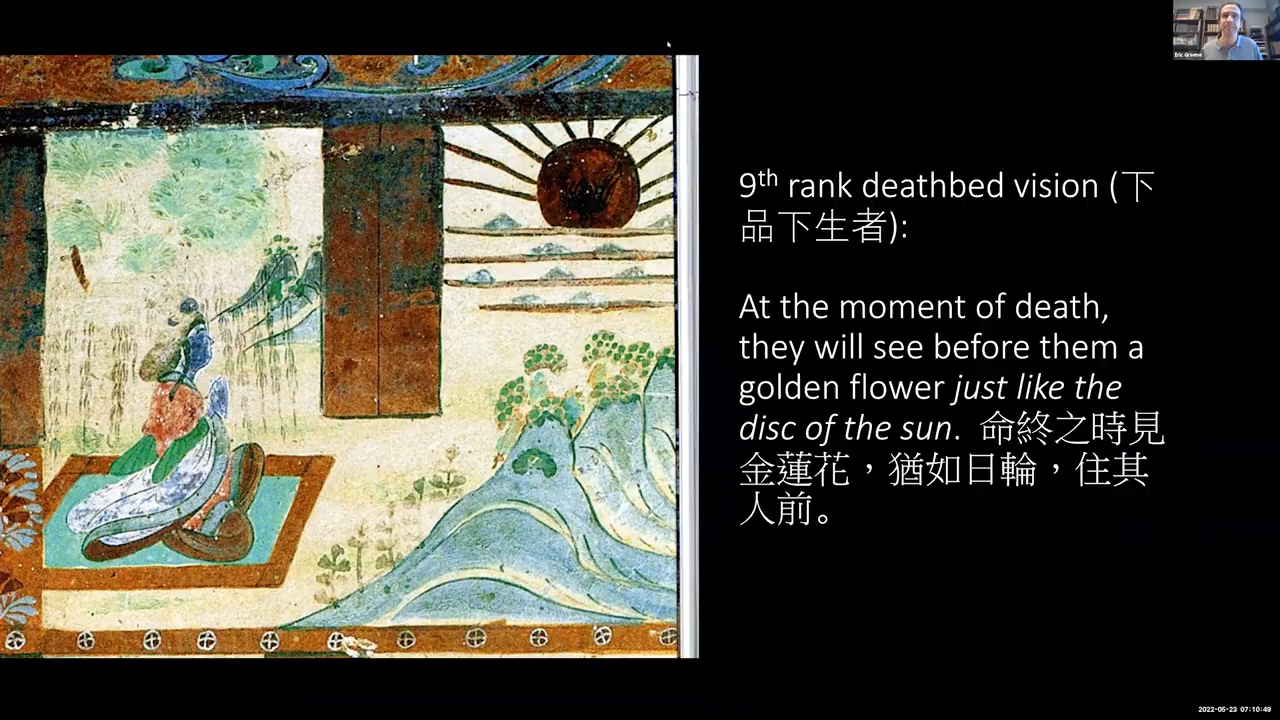 Eric Greene
9th rank deathbed vision (下
品下生者):
At the moment of death,
they will see before them a
golden flower just like the
disc of the sun. 命終之時見
金蓮花，猶如日輪，住其
人前。
2022-05-23 07:10:49